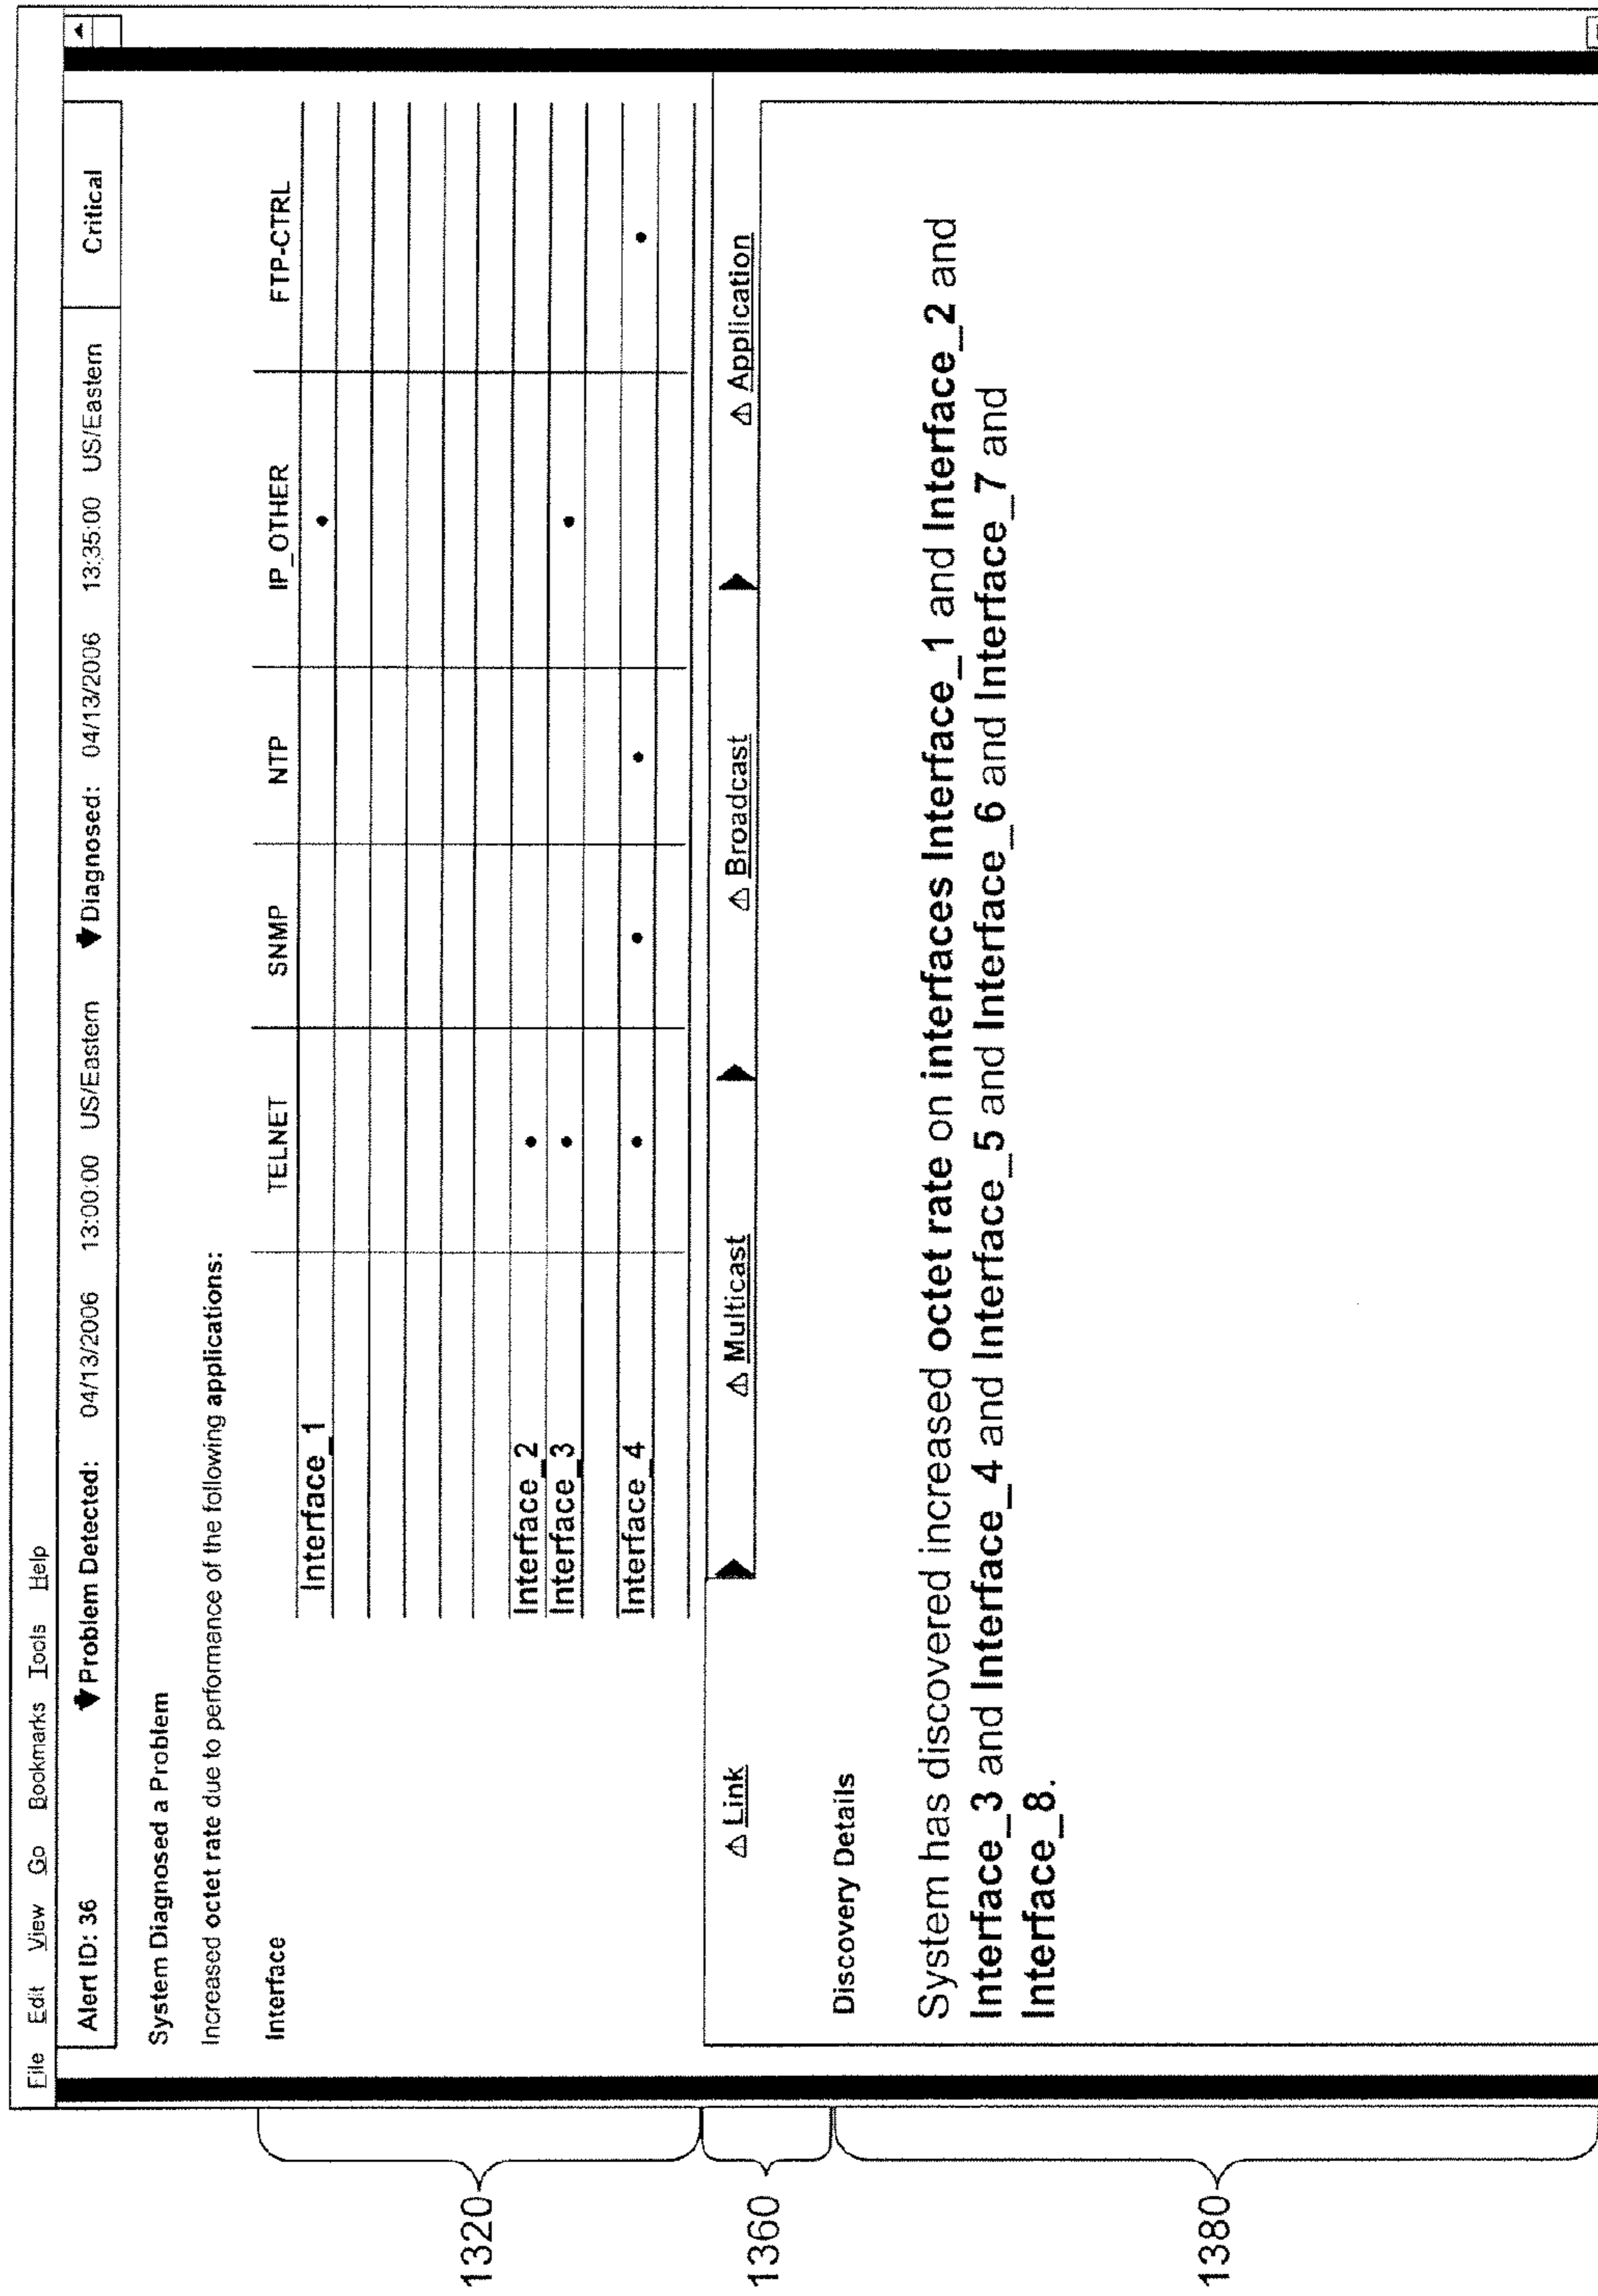 File Edit View Go Bookmarks Tools Help
Alert ID: 36 Problem Detected: 04/13/2006 13:00:00 US/Eastern Diagnosed: 04/13/2006 13:35:00 US/Eastern Critical
System Diagnosed a Problem
Increased octet rate due to performance of the following applications:
Interface TELNET SNMP NTP IP_OTHER FTP-CTRL
Interface_1
Interface_2
Interface_3
Interface_4
1320
Link Multicast Broadcast Application
1360
Discovery Details
System has discovered increased octet rate on interfaces Interface_1 and Interface_2 and
Interface_3 and Interface_4 and Interface_5 and Interface_6 and Interface_7 and
Interface_8.
1380